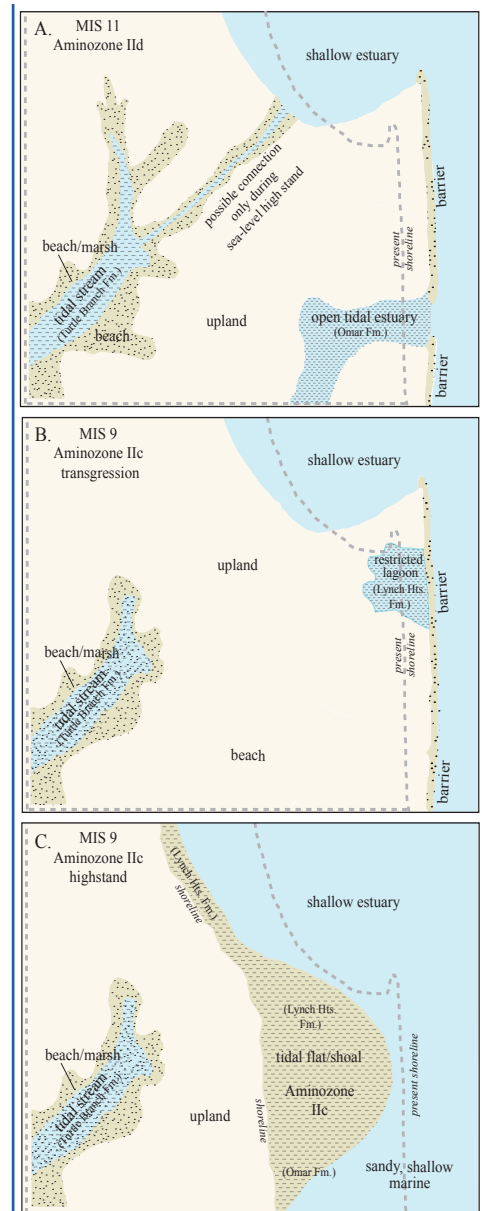 A.
MIS 11
Aminozone IId
shallow estuary
possible connection
only during
sea-level high stand
barrier
present
shoreline
beach/marsh
tidal stream
(Turtle Branch Fm.)
beach
upland
open tidal estuary
(Omar Fm.)
barrier
B.
MIS 9
Aminozone IIc
transgression
shallow estuary
upland
restricted
lagoon
(Lynch Hts.
Fm.)
barrier
present
shoreline
beach/marsh
tidal stream
(Turtle Branch Fm.)
beach
barrier
C.
MIS 9
Aminozone IIc
highstand
(Lynch Hts. Fm.)
shoreline
shallow estuary
(Lynch Hts.
Fm.)
tidal flat/shoal
Aminozone
IIc
present shoreline
beach/marsh
tidal stream
(Turtle Branch Fm.)
upland
shoreline
(Omar Fm.)
sandy, shallow
marine